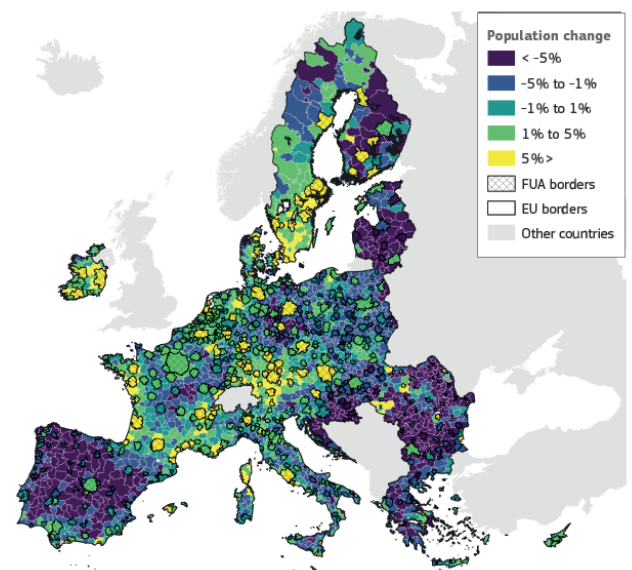 Population change
< -5%
-5% to -1%
-1% to 1%
1% to 5%
5%>
FUA borders
EU borders
Other countries